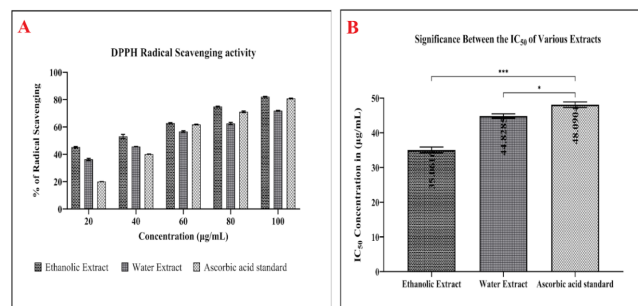 A
DPPH Radical Scavenging activity
% of Radical Scavenging
100
80
60
40
20
0
20 40 60 80 100
Concentration (µg/mL)
Ethanolic Extract Water Extract Ascorbic acid standard
B
Significance Between the IC50 of Various Extracts
***
*
IC50 Concentration in (µg/mL)
50
40
30
20
10
0
44.8285
48.0904
Ethanolic Extract Water Extract Ascorbic acid standard